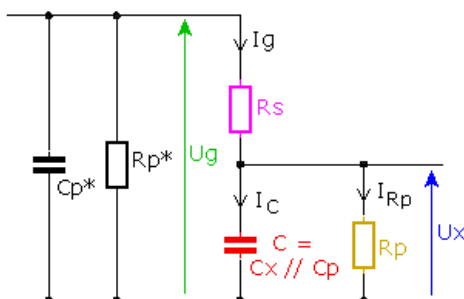 Ig
Rs
Cp*
Rp*
Ug
IC
IRp
C =
Cx // Cp
Rp
Ux